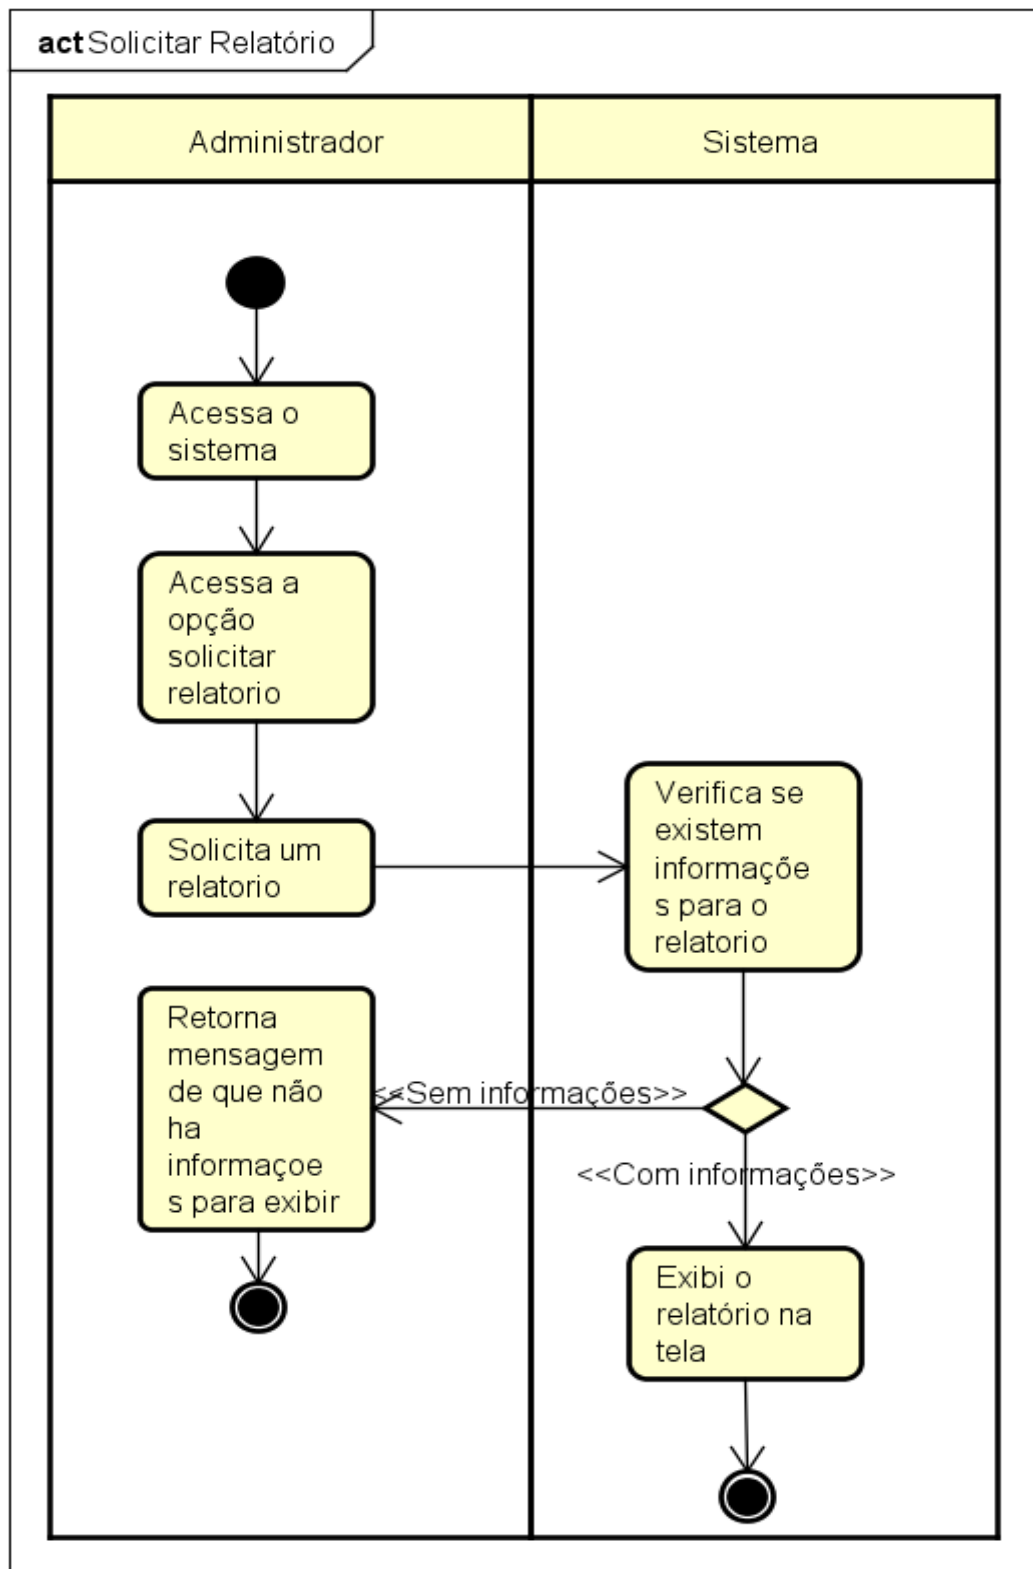 act Solicitar Relatório
Administrador
Sistema
Acessa o
sistema
Acessa a
opção
solicitar
relatorio
Solicita um
relatorio
Verifica se
existem
informaçõe
s para o
relatorio
Retorna
mensagem
de que não
ha
informaçoe
s para exibir
<<Sem informações>>
<<Com informações>>
Exibi o
relatório na
tela